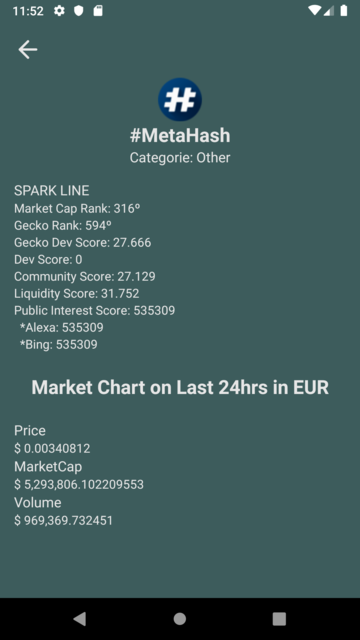 11:52
#MetaHash
Categorie: Other
SPARK LINE
Market Cap Rank: 316º
Gecko Rank: 594º
Gecko Dev Score: 27.666
Dev Score: 0
Community Score: 27.129
Liquidity Score: 31.752
Public Interest Score: 535309
*Alexa: 535309
*Bing: 535309
Market Chart on Last 24hrs in EUR
Price
$ 0.00340812
MarketCap
$ 5,293,806.102209553
Volume
$ 969,369.732451